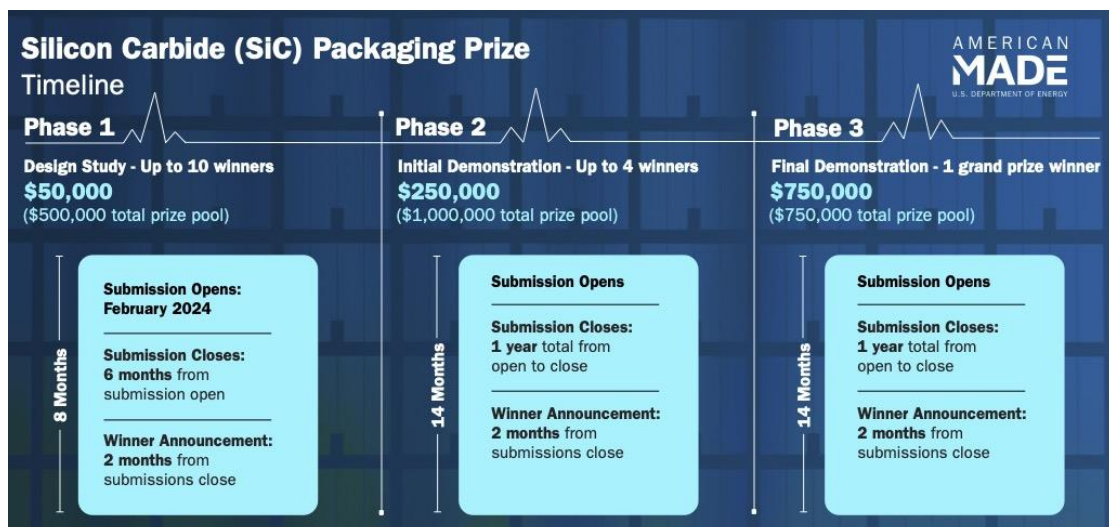 Silicon Carbide (SiC) Packaging Prize
Timeline
AMERICAN
MADE
U.S. DEPARTMENT OF ENERGY
Phase 1
Design Study - Up to 10 winners
$50,000
($500,000 total prize pool)
8 Months
Submission Opens:
February 2024
Submission Closes:
6 months from
submission open
Winner Announcement:
2 months from
submissions close
Phase 2
Initial Demonstration - Up to 4 winners
$250,000
($1,000,000 total prize pool)
14 Months
Submission Opens
Submission Closes:
1 year total from
open to close
Winner Announcement:
2 months from
submissions close
Phase 3
Final Demonstration - 1 grand prize winner
$750,000
($750,000 total prize pool)
14 Months
Submission Opens
Submission Closes:
1 year total from
open to close
Winner Announcement:
2 months from
submissions close